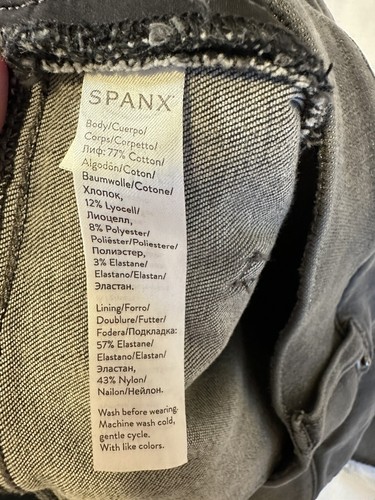 SPANX
Body/Cuerpo/
Corps/Corpetto/
Лиф: 77% Cotton/
Algodón/Coton/
Baumwolle/Cotone/
Хлопок,
12% Lyocell/
Лиоцелл,
8% Polyester/
Poliéster/Poliestere/
Полиэстер,
3% Elastane/
Elastano/Elastan/
Эластан.
Lining/Forro/
Doublure/Futter/
Fodera/Подкладка:
57% Elastane/
Elastano/Elastan/
Эластан,
43% Nylon/
Nailon/Нейлон.
Wash before wearing.
Machine wash cold,
gentle cycle.
With like colors.